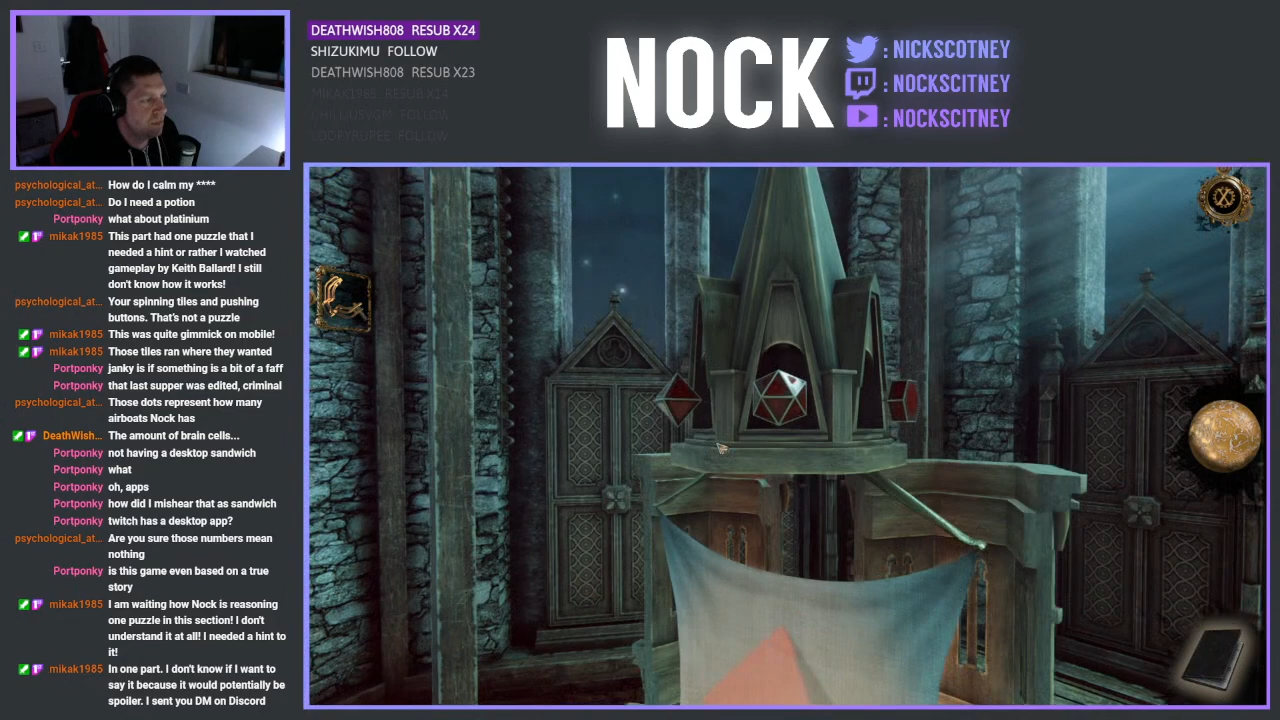 DEATHWISH808 RESUB X24
SHIZUKIMU FOLLOW
DEATHWISH808 RESUB X23
MIKAK1985 RESUB X14
FOLLOW
LOOPYRUPEE FOLLOW
NOCK
: NICKSCOTNEY
: NOCKSCITNEY
: NOCKSCITNEY
psychological_at... How do I calm my ****
psychological_at... Do I need a potion
Portponky what about platinium
mikak1985 This part had one puzzle that I
needed a hint or rather I watched
gameplay by Keith Ballard! I still
don't know how it works!
psychological_at... Your spinning tiles and pushing
buttons. That's not a puzzle
mikak1985 This was quite gimmick on mobile!
mikak1985 Those tiles ran where they wanted
Portponky janky is if something is a bit of a faff
Portponky that last supper was edited, criminal
psychological_at... Those dots represent how many
airboats Nock has
DeathWish... The amount of brain cells...
Portponky not having a desktop sandwich
Portponky what
Portponky oh, apps
Portponky how did I mishear that as sandwich
Portponky twitch has a desktop app?
psychological_at... Are you sure those numbers mean
nothing
Portponky is this game even based on a true
story
mikak1985 I am waiting how Nock is reasoning
one puzzle in this section! I don't
understand it at all! I needed a hint to
it!
mikak1985 In one part. I don't know if I want to
say it because it would potentially be
spoiler. I sent you DM on Discord